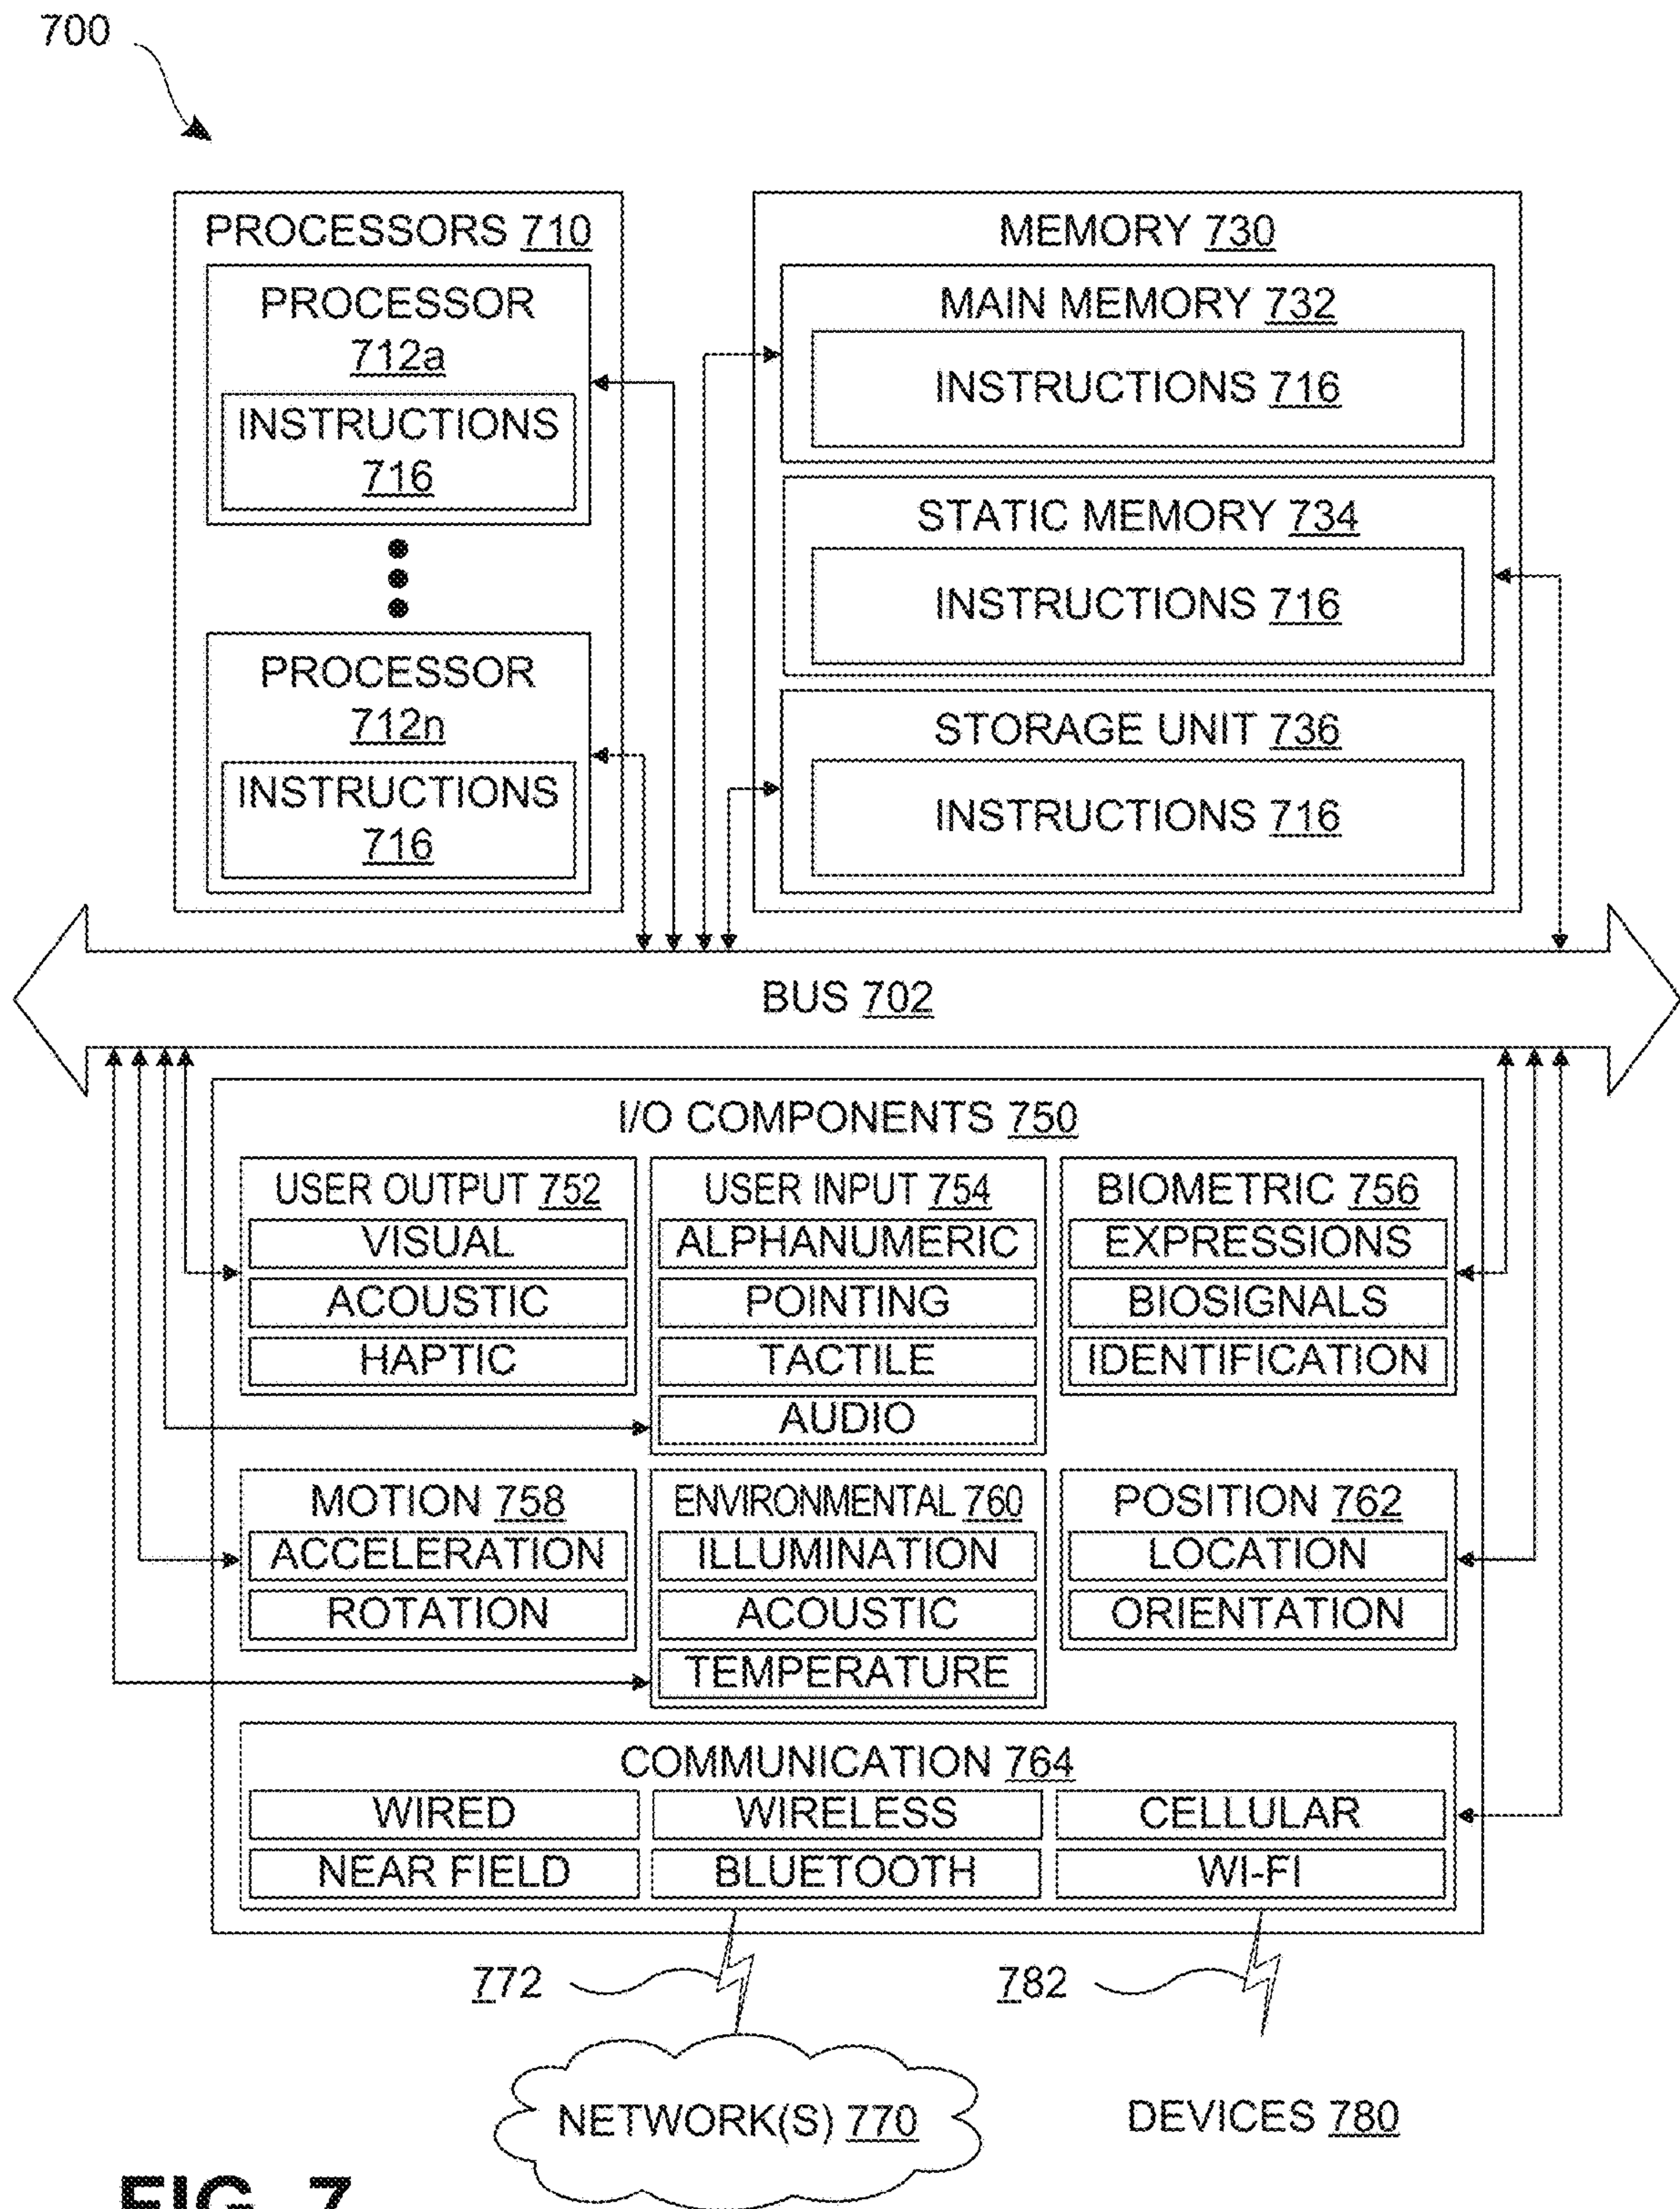 700
PROCESSORS 710
PROCESSOR
712a
INSTRUCTIONS
716
PROCESSOR
712n
INSTRUCTIONS
716
MEMORY 730
MAIN MEMORY 732
INSTRUCTIONS 716
STATIC MEMORY 734
INSTRUCTIONS 716
STORAGE UNIT 736
INSTRUCTIONS 716
BUS 702
I/O COMPONENTS 750
USER OUTPUT 752
VISUAL
ACOUSTIC
HAPTIC
USER INPUT 754
ALPHANUMERIC
POINTING
TACTILE
AUDIO
BIOMETRIC 756
EXPRESSIONS
BIOSIGNALS
IDENTIFICATION
MOTION 758
ACCELERATION
ROTATION
ENVIRONMENTAL 760
ILLUMINATION
ACOUSTIC
TEMPERATURE
POSITION 762
LOCATION
ORIENTATION
COMMUNICATION 764
WIRED
WIRELESS
CELLULAR
NEAR FIELD
BLUETOOTH
WI-FI
772
782
NETWORK(S) 770
DEVICES 780
FIG. 7